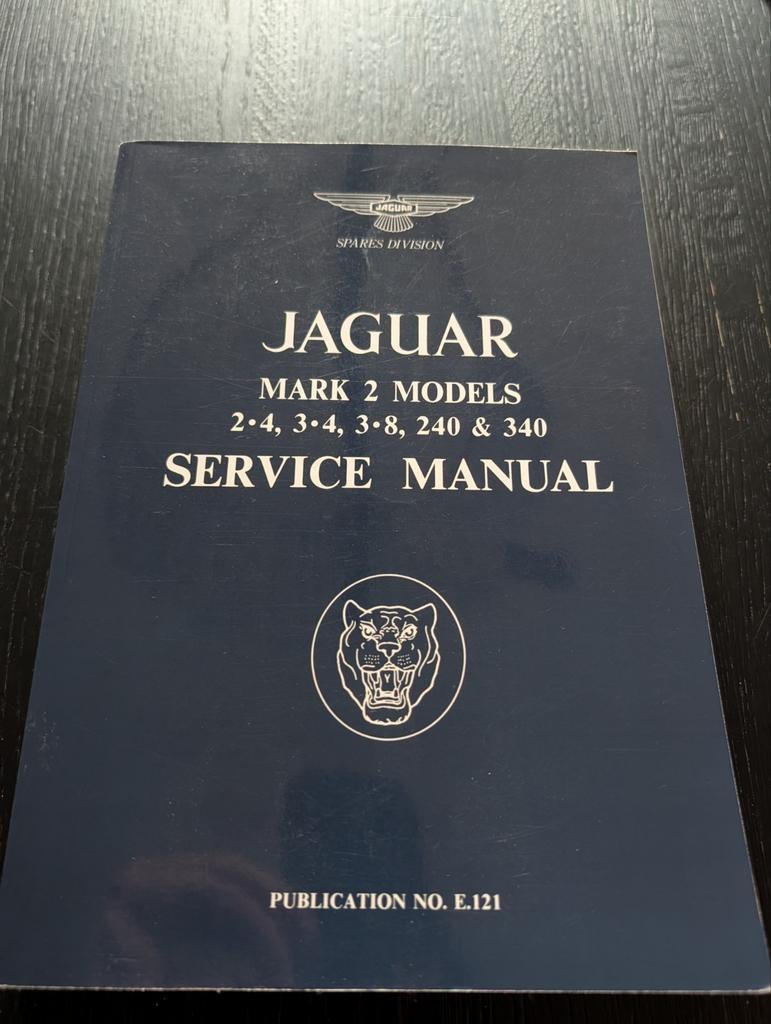 JAGUAR
SPARES DIVISION
JAGUAR
MARK 2 MODELS
2·4, 3·4, 3·8, 240 & 340
SERVICE MANUAL
PUBLICATION NO. E.121